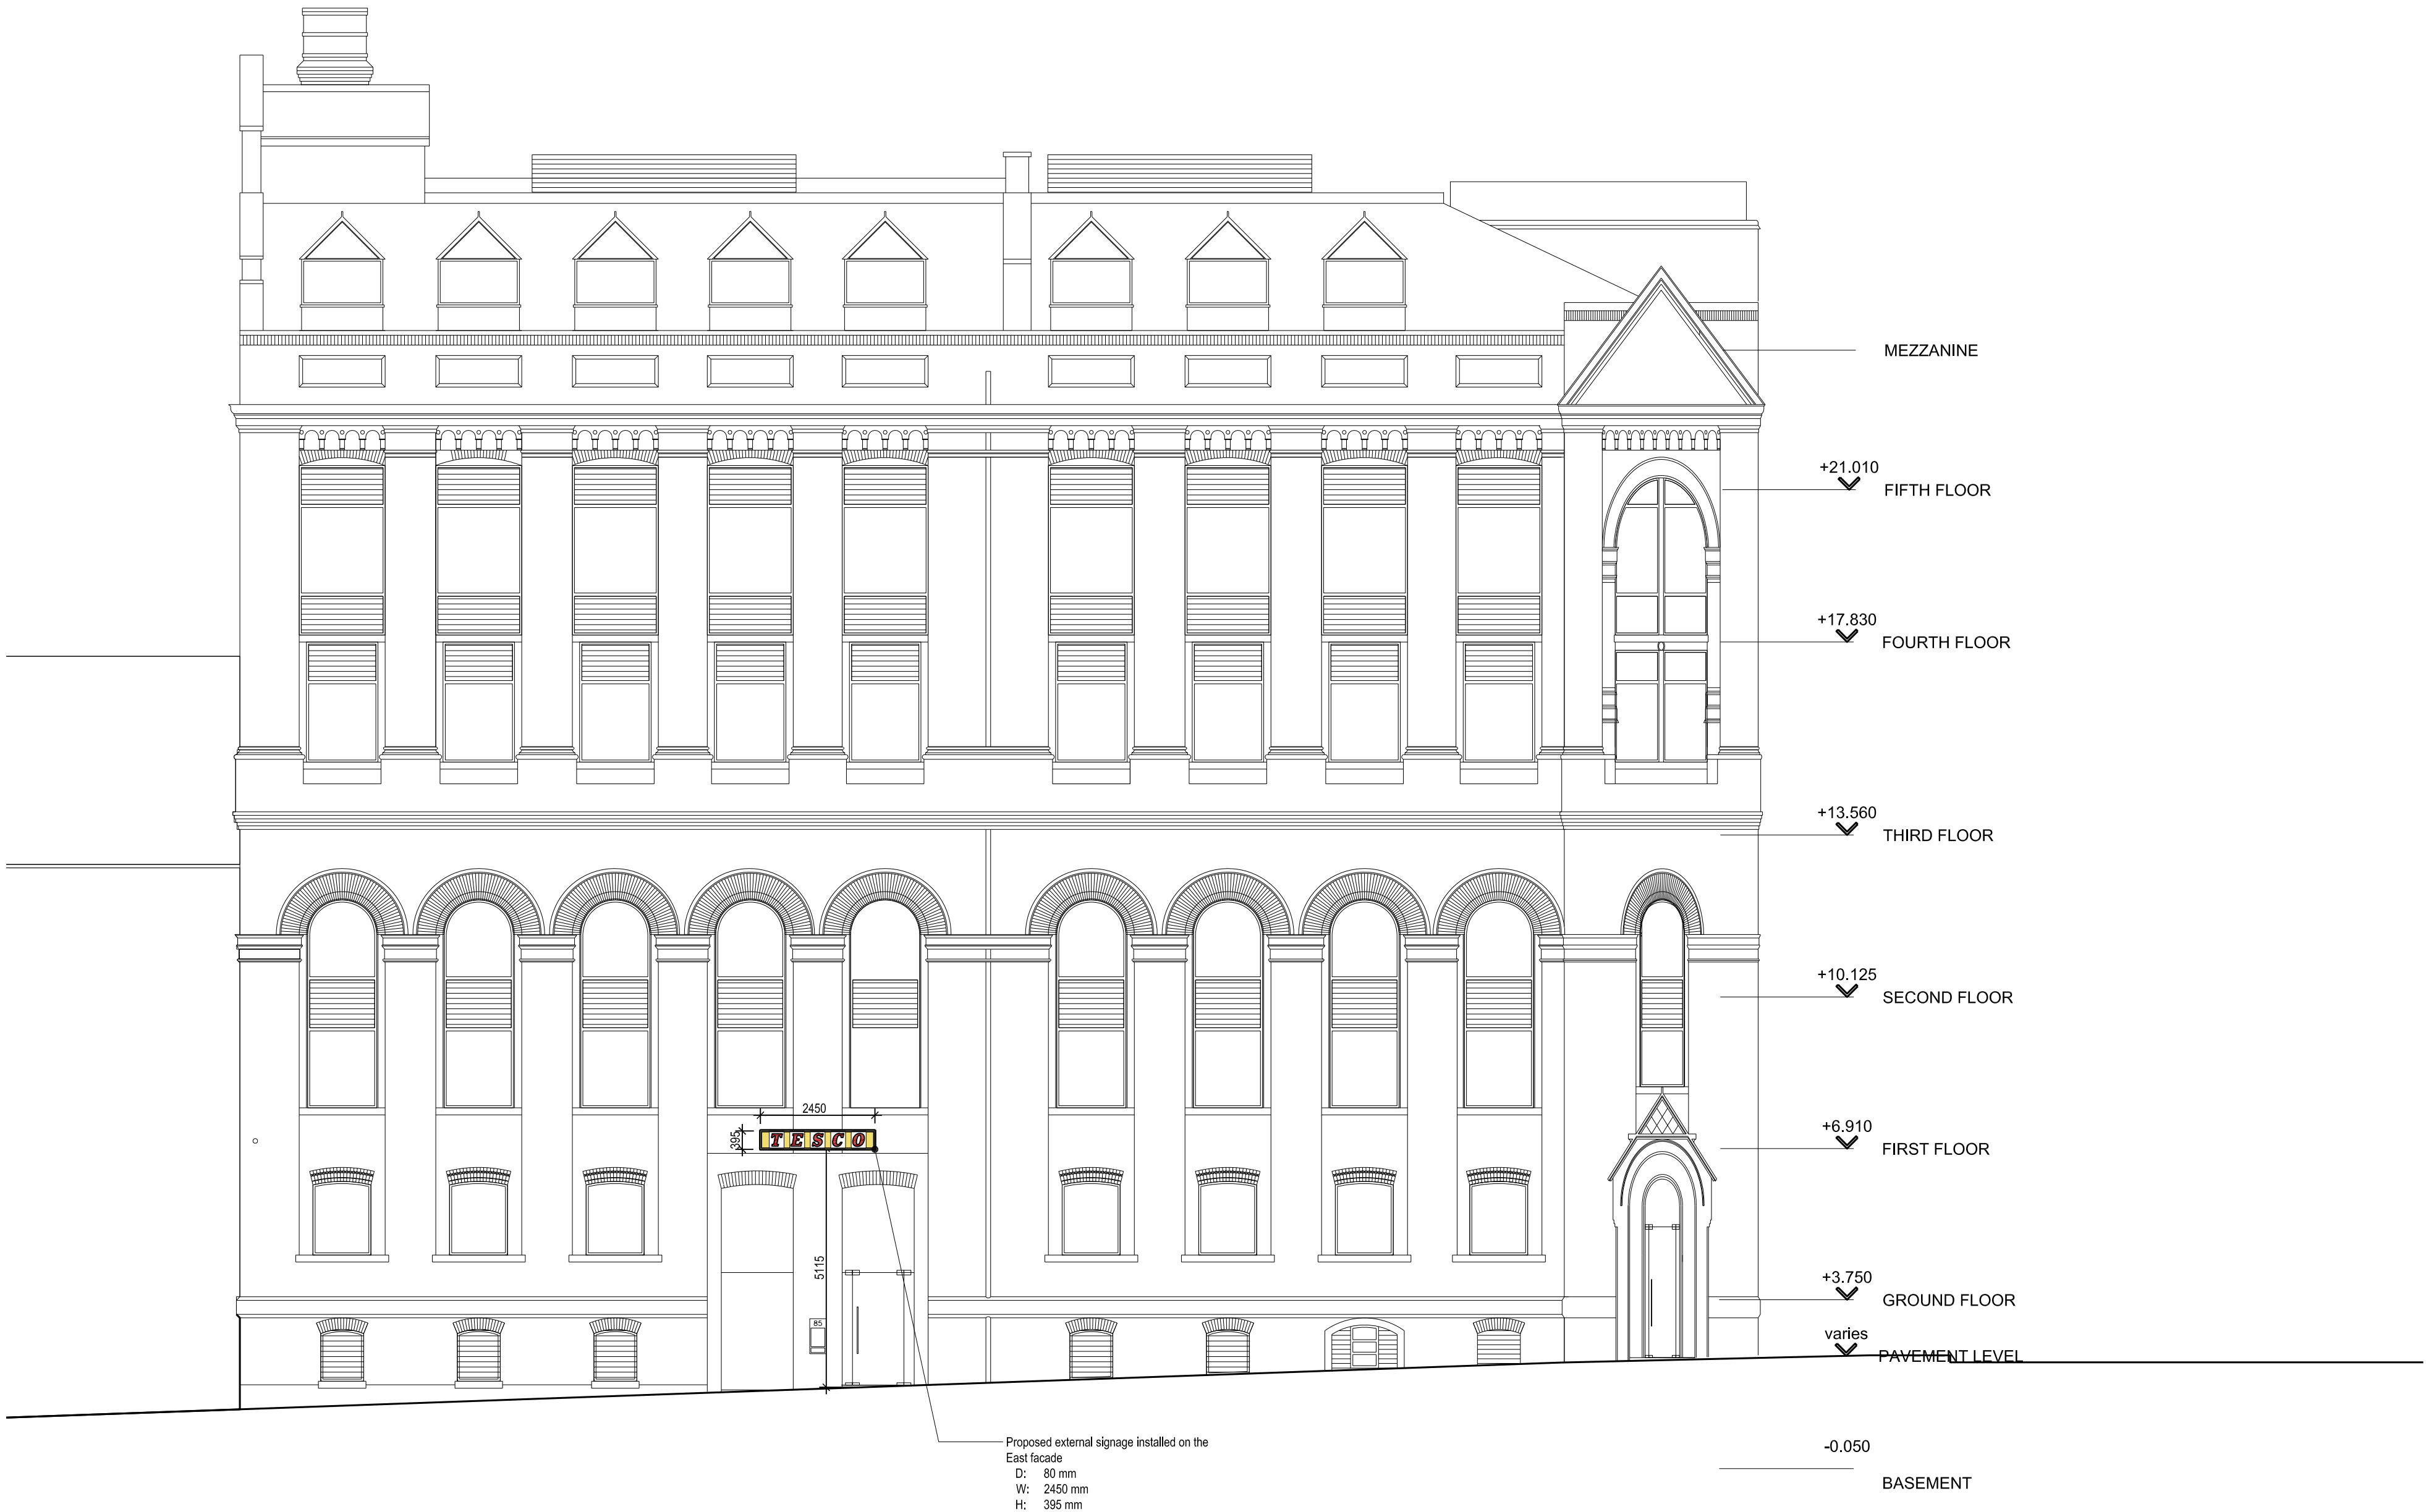 MEZZANINE
+21.010
FIFTH FLOOR
+17.830
FOURTH FLOOR
+13.560
THIRD FLOOR
+10.125
SECOND FLOOR
2450
395
TESCO
+6.910
FIRST FLOOR
5115
+3.750
GROUND FLOOR
85
varies
PAVEMENT LEVEL
Proposed external signage installed on the
East facade
D: 80 mm
W: 2450 mm
H: 395 mm
-0.050
BASEMENT